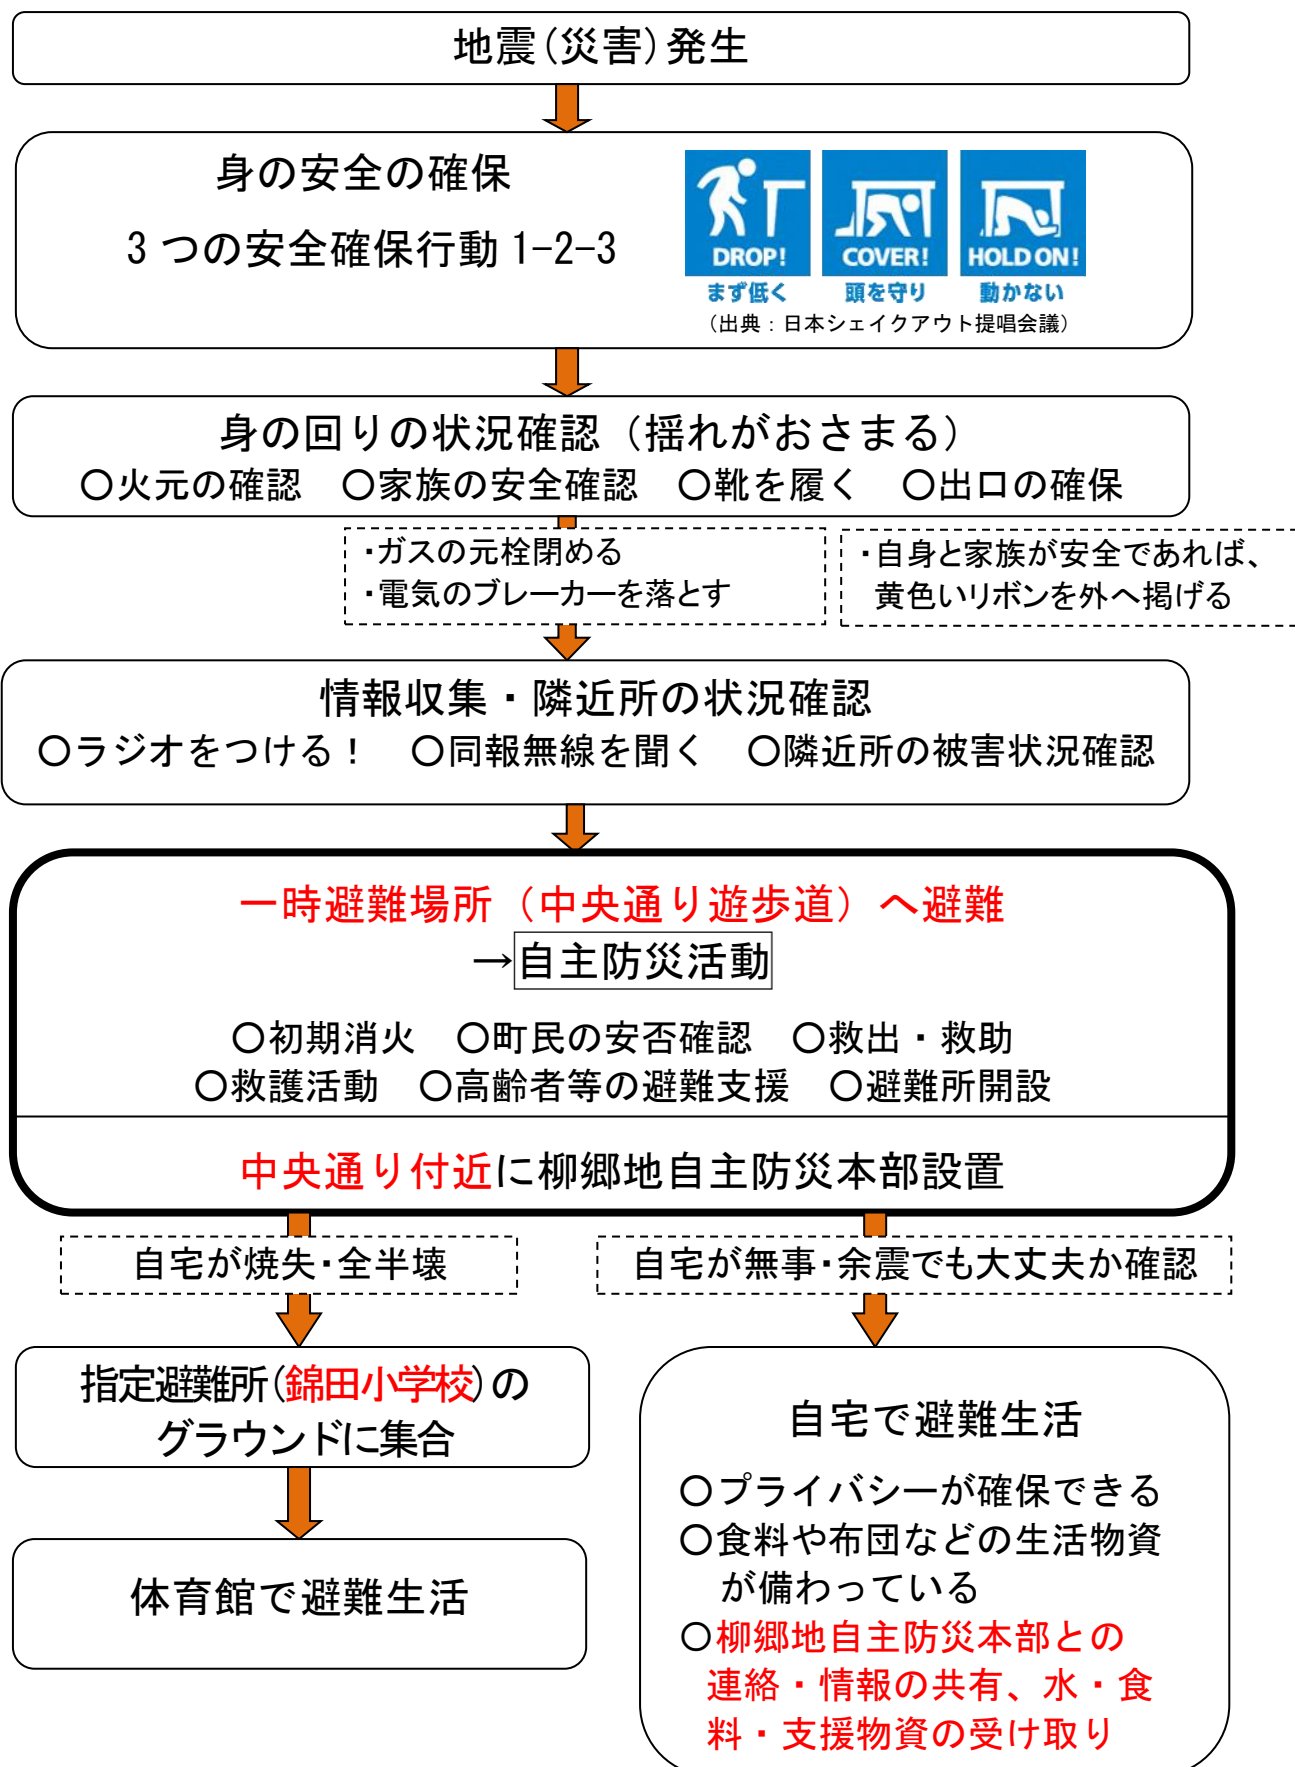 地震(災害)発生
身の安全の確保
3 つの安全確保行動 1-2-3
DROP! COVER! HOLD ON!
まず低く 頭を守り 動かない
（出典：日本シェイクアウト提唱会議）
身の回りの状況確認（揺れがおさまる）
○火元の確認 ○家族の安全確認 ○靴を履く ○出口の確保
・ガスの元栓閉める
・電気のブレーカーを落とす
・自身と家族が安全であれば、
黄色いリボンを外へ掲げる
情報収集・隣近所の状況確認
○ラジオをつける！ ○同報無線を聞く ○隣近所の被害状況確認
一時避難場所（中央通り遊歩道）へ避難
→自主防災活動
○初期消火 ○町民の安否確認 ○救出・救助
○救護活動 ○高齢者等の避難支援 ○避難所開設
中央通り付近に柳郷地自主防災本部設置
自宅が焼失・全半壊
自宅が無事・余震でも大丈夫か確認
指定避難所(錦田小学校)の
グラウンドに集合
体育館で避難生活
自宅で避難生活
○プライバシーが確保できる
○食料や布団などの生活物資
が備わっている
○柳郷地自主防災本部との
連絡・情報の共有、水・食
料・支援物資の受け取り